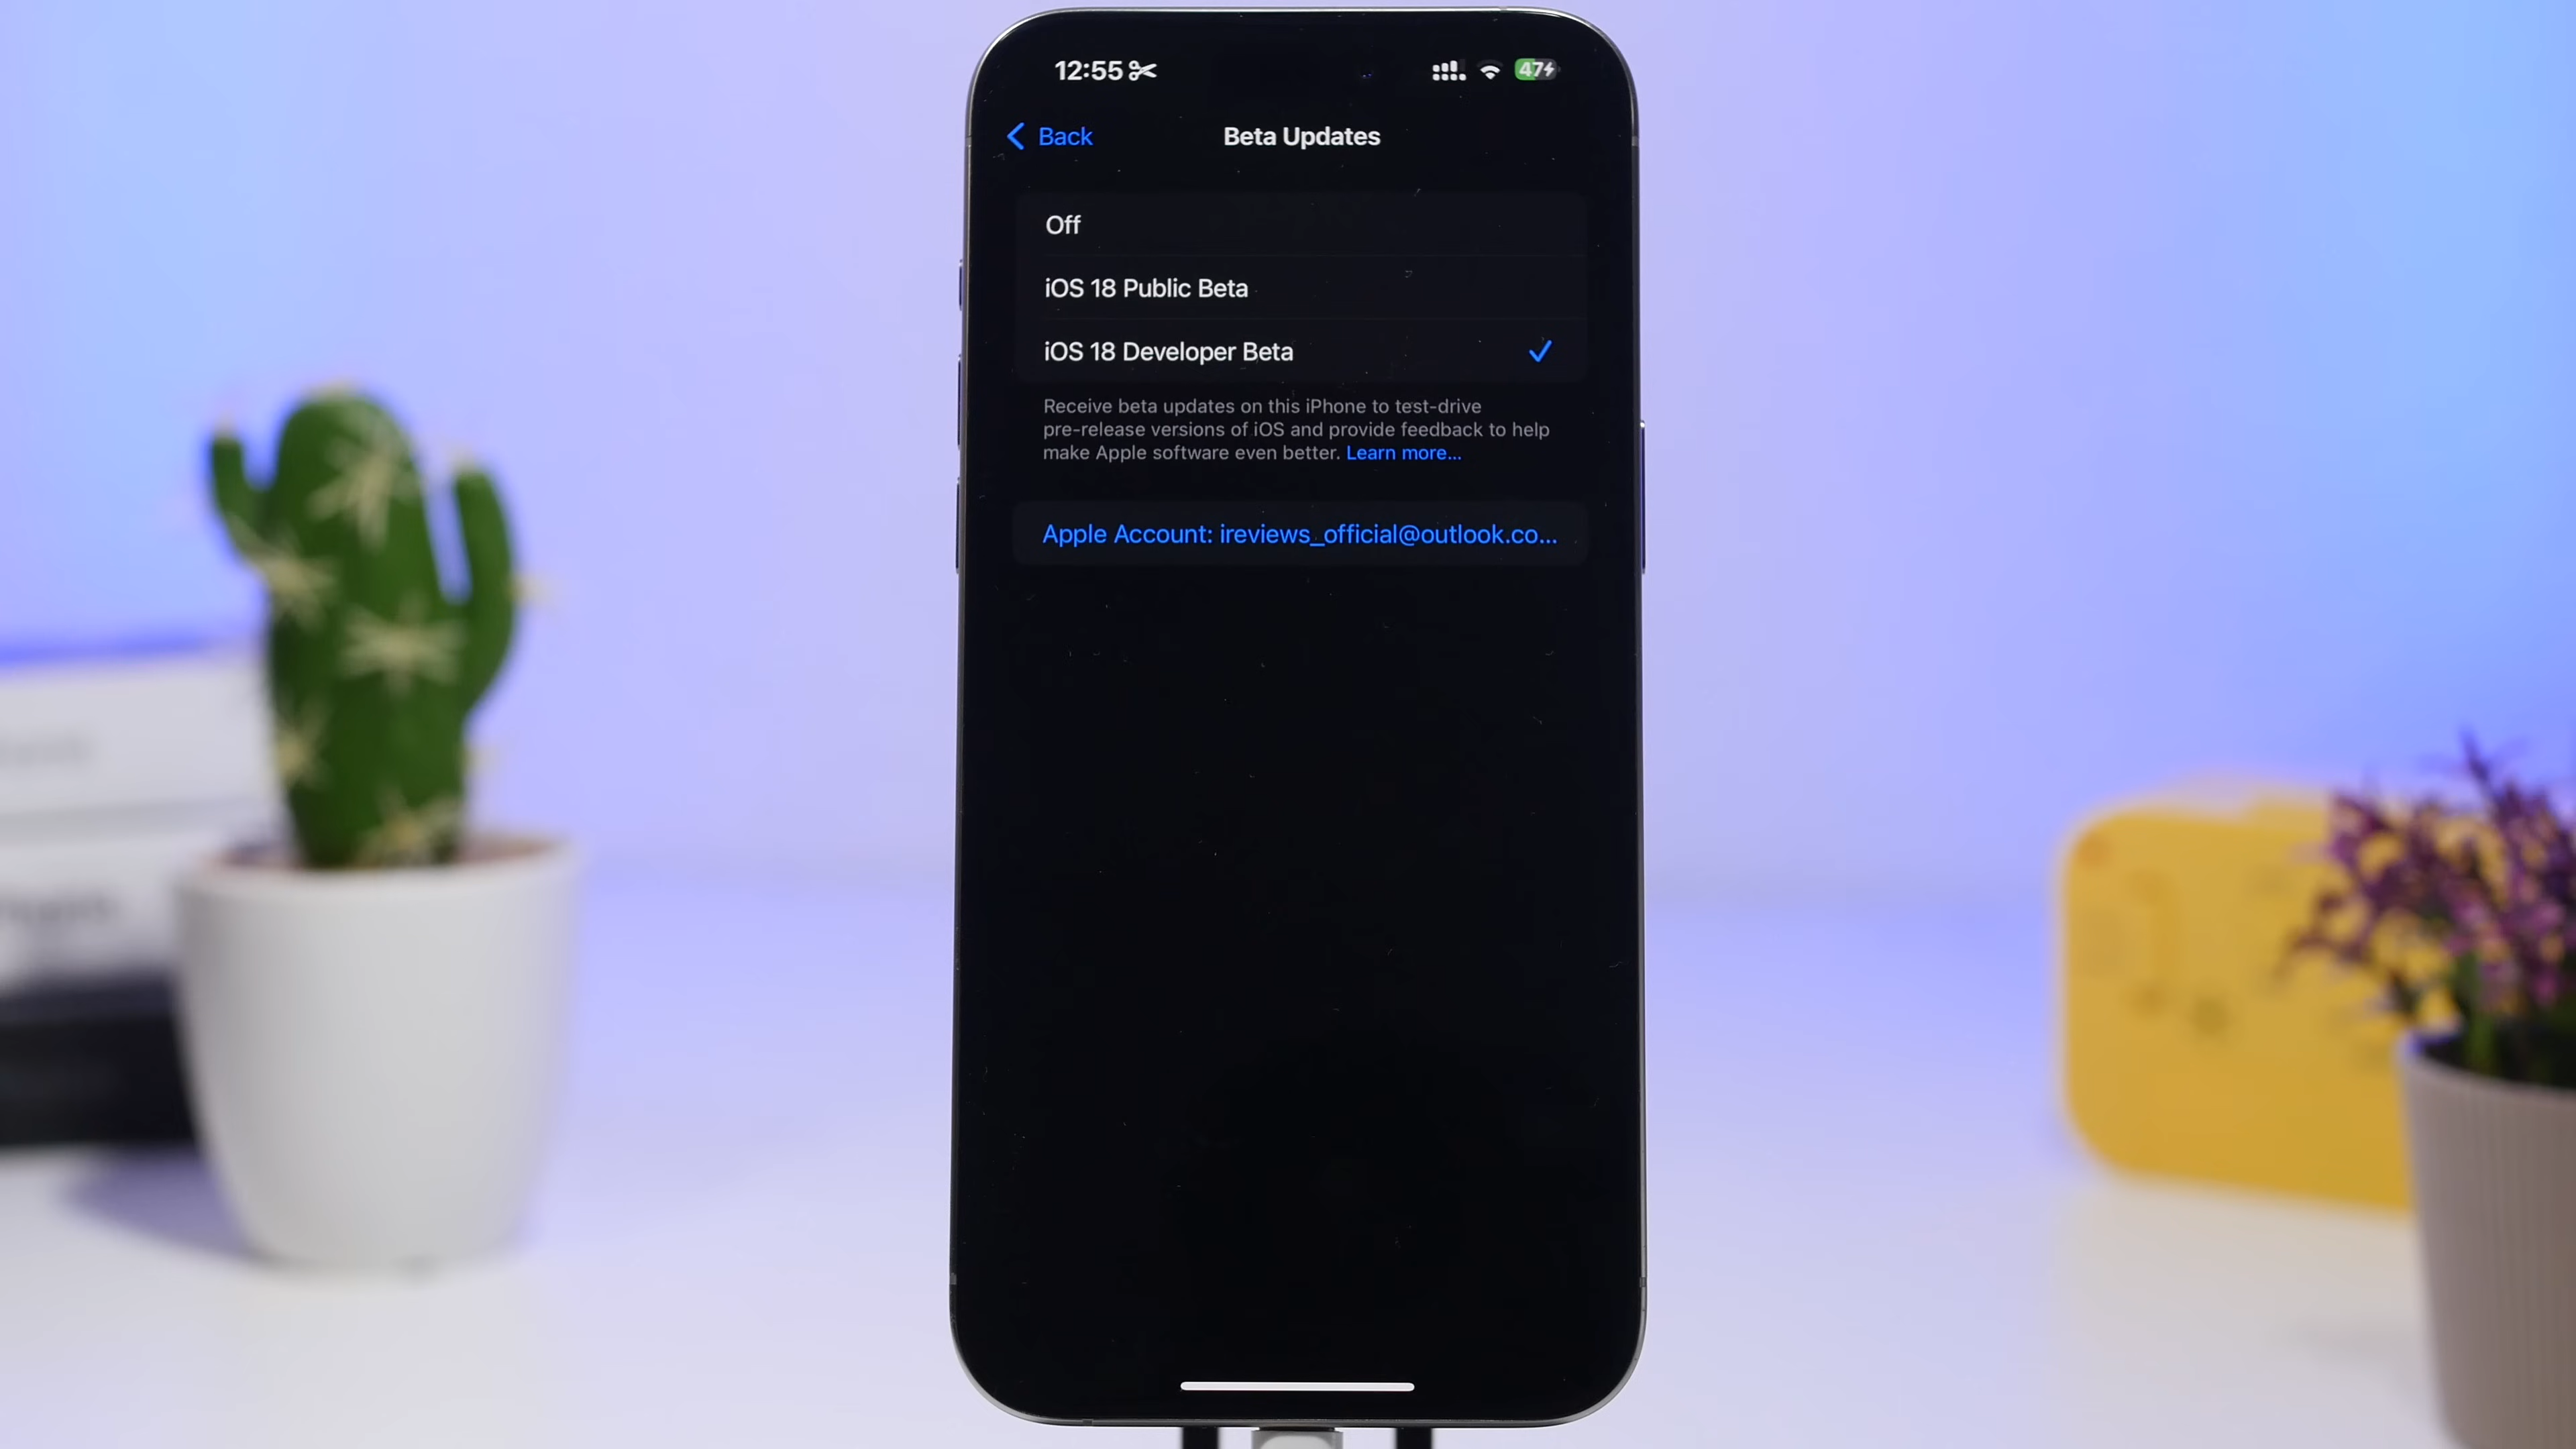 12:55
47
Back
Beta Updates
Off
iOS 18 Public Beta
iOS 18 Developer Beta
Receive beta updates on this iPhone to test-drive
pre-release versions of iOS and provide feedback to help
make Apple software even better. Learn more...
Apple Account: ireviews_official@outlook.co...